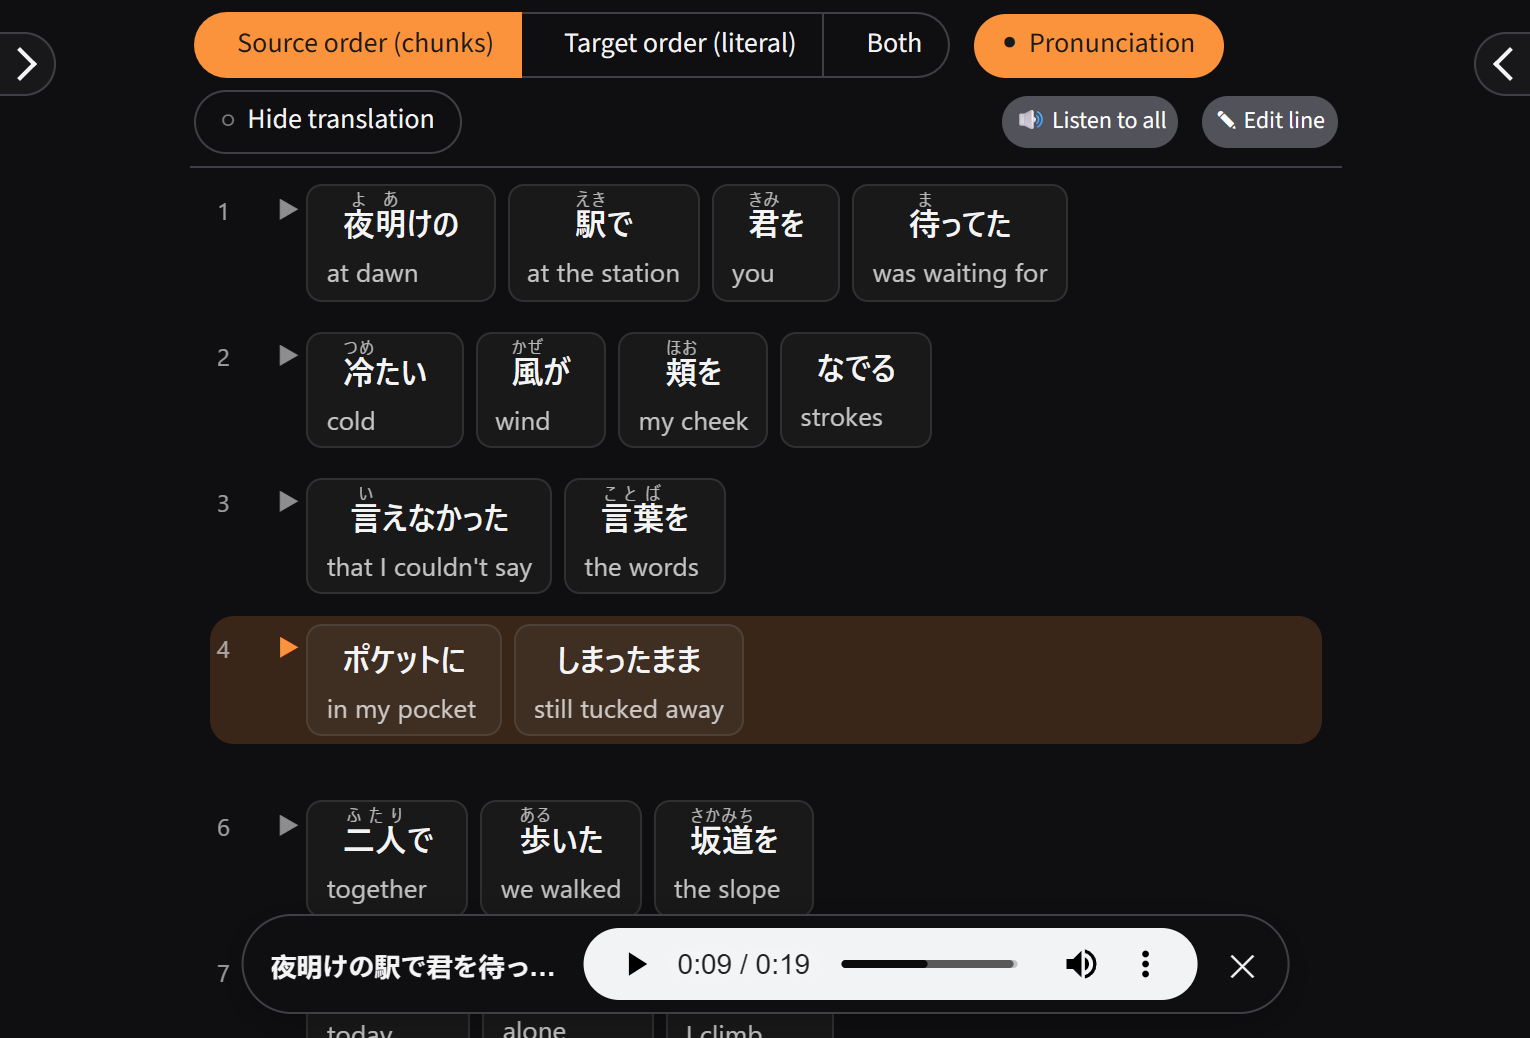 Source order (chunks) Target order (literal) Both Pronunciation
Hide translation Listen to all Edit line
1 夜明けの 駅で 君を 待ってた
よ あ えき きみ ま
at dawn at the station you was waiting for
2 冷たい 風が 頬を なでる
つめ かぜ ほお
cold wind my cheek strokes
3 言えなかった 言葉を
い ことば
that I couldn't say the words
4 ポケットに しまったまま
in my pocket still tucked away
6 二人で 歩いた 坂道を
ふたり ある さかみち
together we walked the slope
7
夜明けの駅で君を待っ... 0:09 / 0:19
today alone I climb